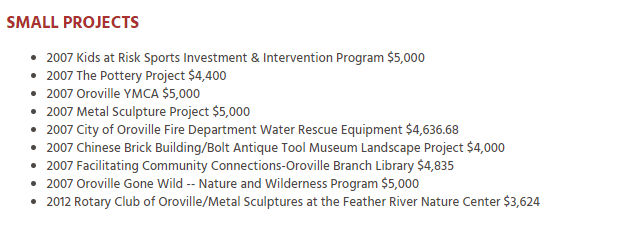 SMALL PROJECTS
• 2007 Kids at Risk Sports Investment & Intervention Program $5,000
• 2007 The Pottery Project $4,400
• 2007 Oroville YMCA $5,000
• 2007 Metal Sculpture Project $5,000
• 2007 City of Oroville Fire Department Water Rescue Equipment $4,636.68
• 2007 Chinese Brick Building/Bolt Antique Tool Museum Landscape Project $4,000
• 2007 Facilitating Community Connections-Oroville Branch Library $4,835
• 2007 Oroville Gone Wild -- Nature and Wilderness Program $5,000
• 2012 Rotary Club of Oroville/Metal Sculptures at the Feather River Nature Center $3,624